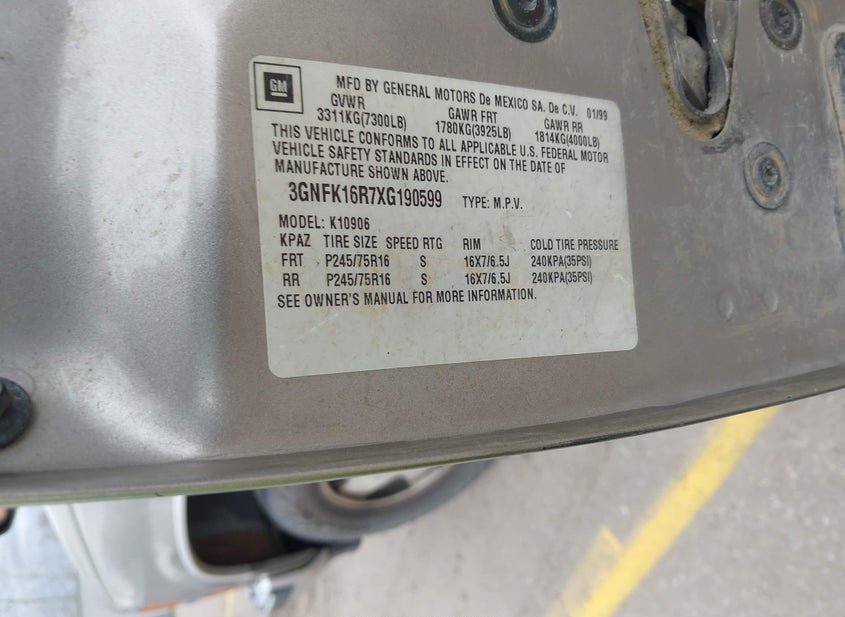 GM
MFD BY GENERAL MOTORS De MEXICO SA. De C.V. 01/99
GVWR GAWR FRT GAWR RR
3311KG(7300LB) 1780KG(3925LB) 1814KG(4000LB)
THIS VEHICLE CONFORMS TO ALL APPLICABLE U.S. FEDERAL MOTOR
VEHICLE SAFETY STANDARDS IN EFFECT ON THE DATE OF
MANUFACTURE SHOWN ABOVE.
3GNFK16R7XG190599 TYPE: M.P.V.
MODEL: K10906
KPAZ TIRE SIZE SPEED RTG RIM COLD TIRE PRESSURE
FRT P245/75R16 S 16X7/6.5J 240KPA(35PSI)
RR P245/75R16 S 16X7/6.5J 240KPA(35PSI)
SEE OWNER'S MANUAL FOR MORE INFORMATION.